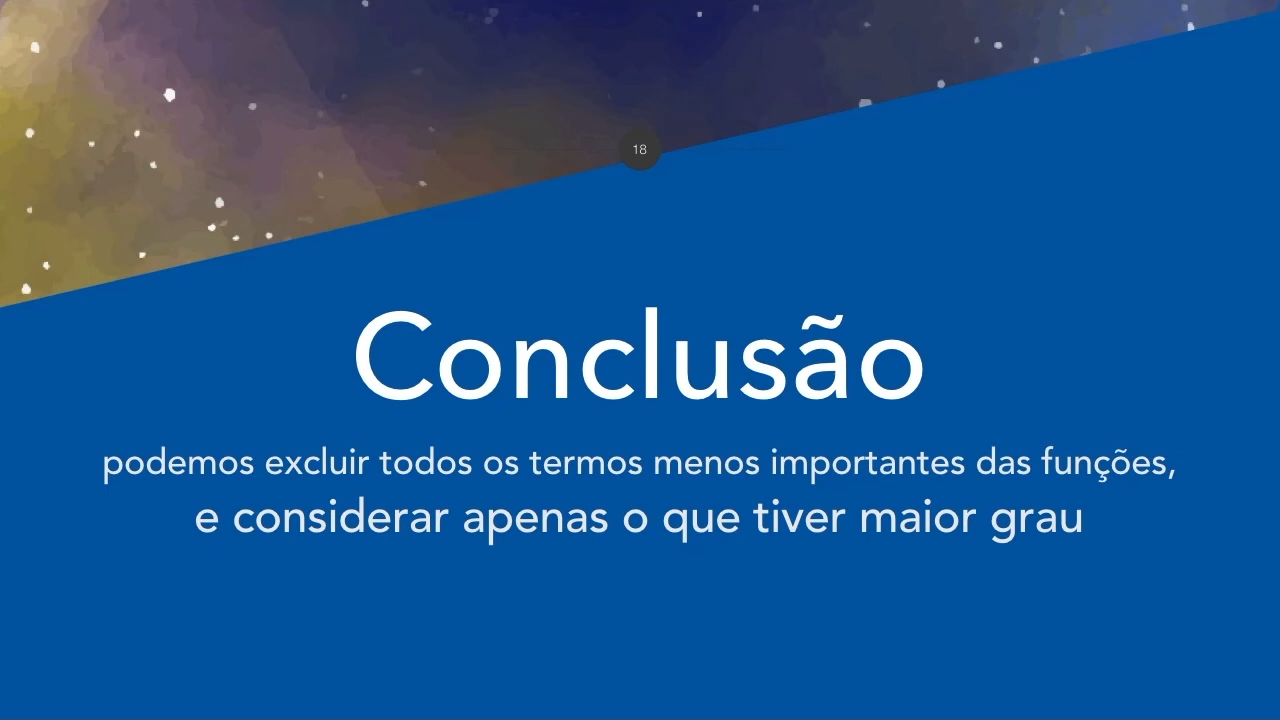 18
Conclusão
podemos excluir todos os termos menos importantes das funções,
e considerar apenas o que tiver maior grau